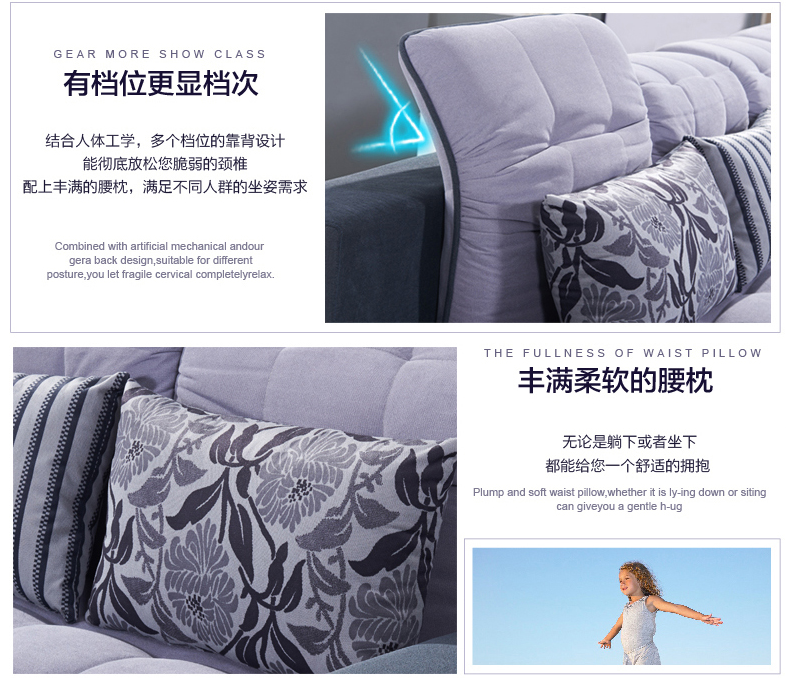 GEAR MORE SHOW CLASS
有档位更显档次
结合人体工学，多个档位的靠背设计
能彻底放松您脆弱的颈椎
配上丰满的腰枕，满足不同人群的坐姿需求
Combined with artificial mechanical andour
gera back design,suitable for different
posture,you let fragile cervical completelyrelax.
THE FULLNESS OF WAIST PILLOW
丰满柔软的腰枕
无论是躺下或者坐下
都能给您一个舒适的拥抱
Plump and soft waist pillow,whether it is ly-ing down or siting
can giveyou a gentle h-ug